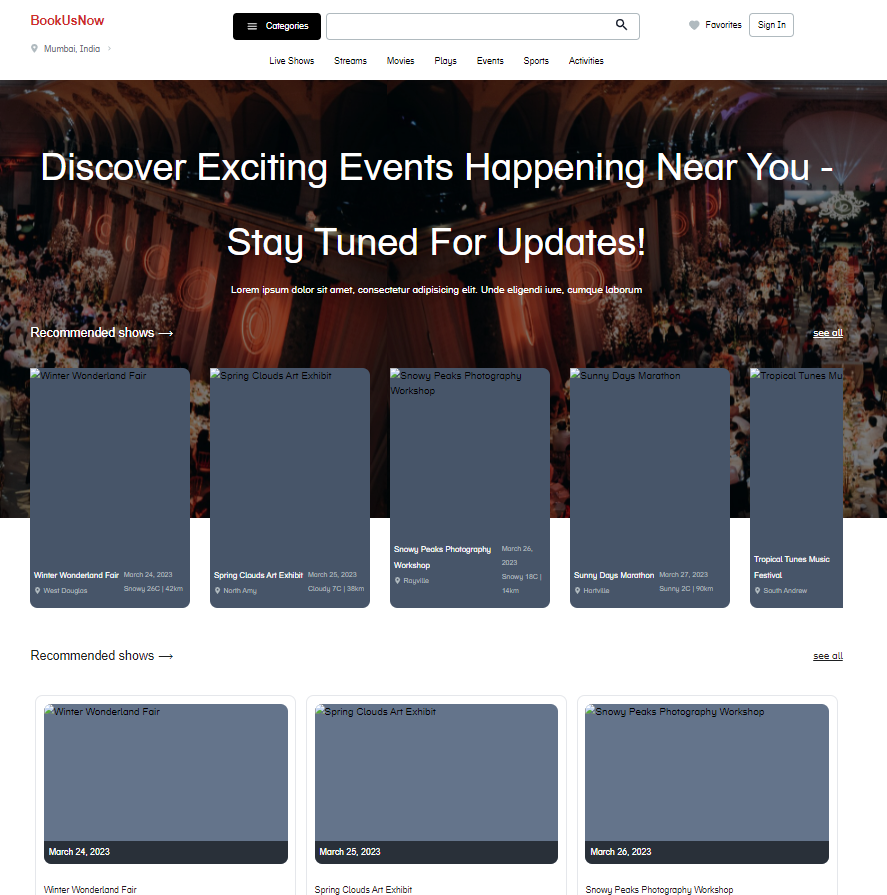 BookUsNow
Categories
Favorites
Sign In
Mumbai, India
Live Shows
Streams
Movies
Plays
Events
Sports
Activities
Discover Exciting Events Happening Near You -
Stay Tuned For Updates!
Lorem ipsum dolor sit amet, consectetur adipisicing elit. Unde eligendi iure, cumque laborum
Recommended shows →
see all
Winter Wonderland Fair
Winter Wonderland Fair
March 24, 2023
West Douglas
Snowy 26C | 42km
Spring Clouds Art Exhibit
Spring Clouds Art Exhibit
March 25, 2023
North Amy
Cloudy 7C | 38km
Snowy Peaks Photography
Workshop
Snowy Peaks Photography
Workshop
March 26,
2023
Rayville
Snowy 18C |
14km
Sunny Days Marathon
Sunny Days Marathon
March 27, 2023
Hartville
Sunny 2C | 90km
Tropical Tunes Mu
Tropical Tunes Music
Festival
South Andrew
Recommended shows →
see all
Winter Wonderland Fair
March 24, 2023
Winter Wonderland Fair
Spring Clouds Art Exhibit
March 25, 2023
Spring Clouds Art Exhibit
Snowy Peaks Photography Workshop
March 26, 2023
Snowy Peaks Photography Workshop